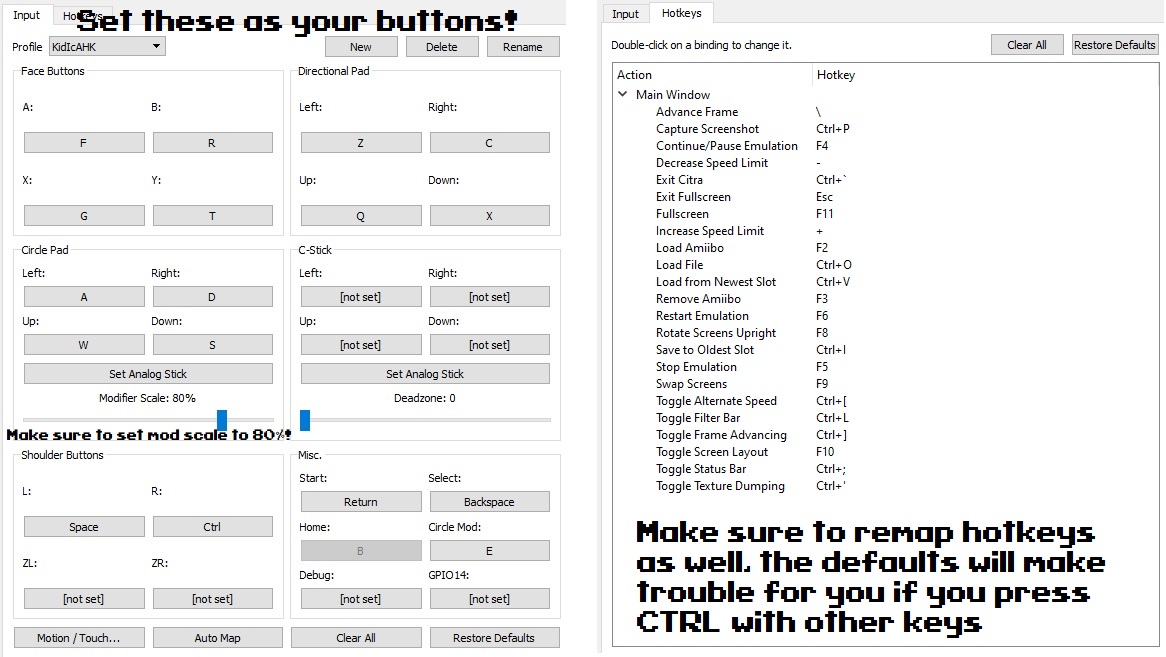 Input Hotkeys
Set these as your buttons!
Profile KidIcAHK New Delete Rename
Face Buttons
A: B:
F R
X: Y:
G T
Directional Pad
Left: Right:
Z C
Up: Down:
Q X
Circle Pad
Left: Right:
A D
Up: Down:
W S
Set Analog Stick
Modifier Scale: 80%
Make sure to set mod scale to 80%!
C-Stick
Left: Right:
[not set] [not set]
Up: Down:
[not set] [not set]
Set Analog Stick
Deadzone: 0
Shoulder Buttons
L: R:
Space Ctrl
ZL: ZR:
[not set] [not set]
Misc.
Start: Select:
Return Backspace
Home: Circle Mod:
B E
Debug: GPIO14:
[not set] [not set]
Motion / Touch... Auto Map Clear All Restore Defaults
Input Hotkeys
Double-click on a binding to change it. Clear All Restore Defaults
Action Hotkey
Main Window
Advance Frame \
Capture Screenshot Ctrl+P
Continue/Pause Emulation F4
Decrease Speed Limit -
Exit Citra Ctrl+`
Exit Fullscreen Esc
Fullscreen F11
Increase Speed Limit +
Load Amiibo F2
Load File Ctrl+O
Load from Newest Slot Ctrl+V
Remove Amiibo F3
Restart Emulation F6
Rotate Screens Upright F8
Save to Oldest Slot Ctrl+I
Stop Emulation F5
Swap Screens F9
Toggle Alternate Speed Ctrl+[
Toggle Filter Bar Ctrl+L
Toggle Frame Advancing Ctrl+]
Toggle Screen Layout F10
Toggle Status Bar Ctrl+;
Toggle Texture Dumping Ctrl+'
Make sure to remap hotkeys
as well, the defaults will make
trouble for you if you press
CTRL with other keys